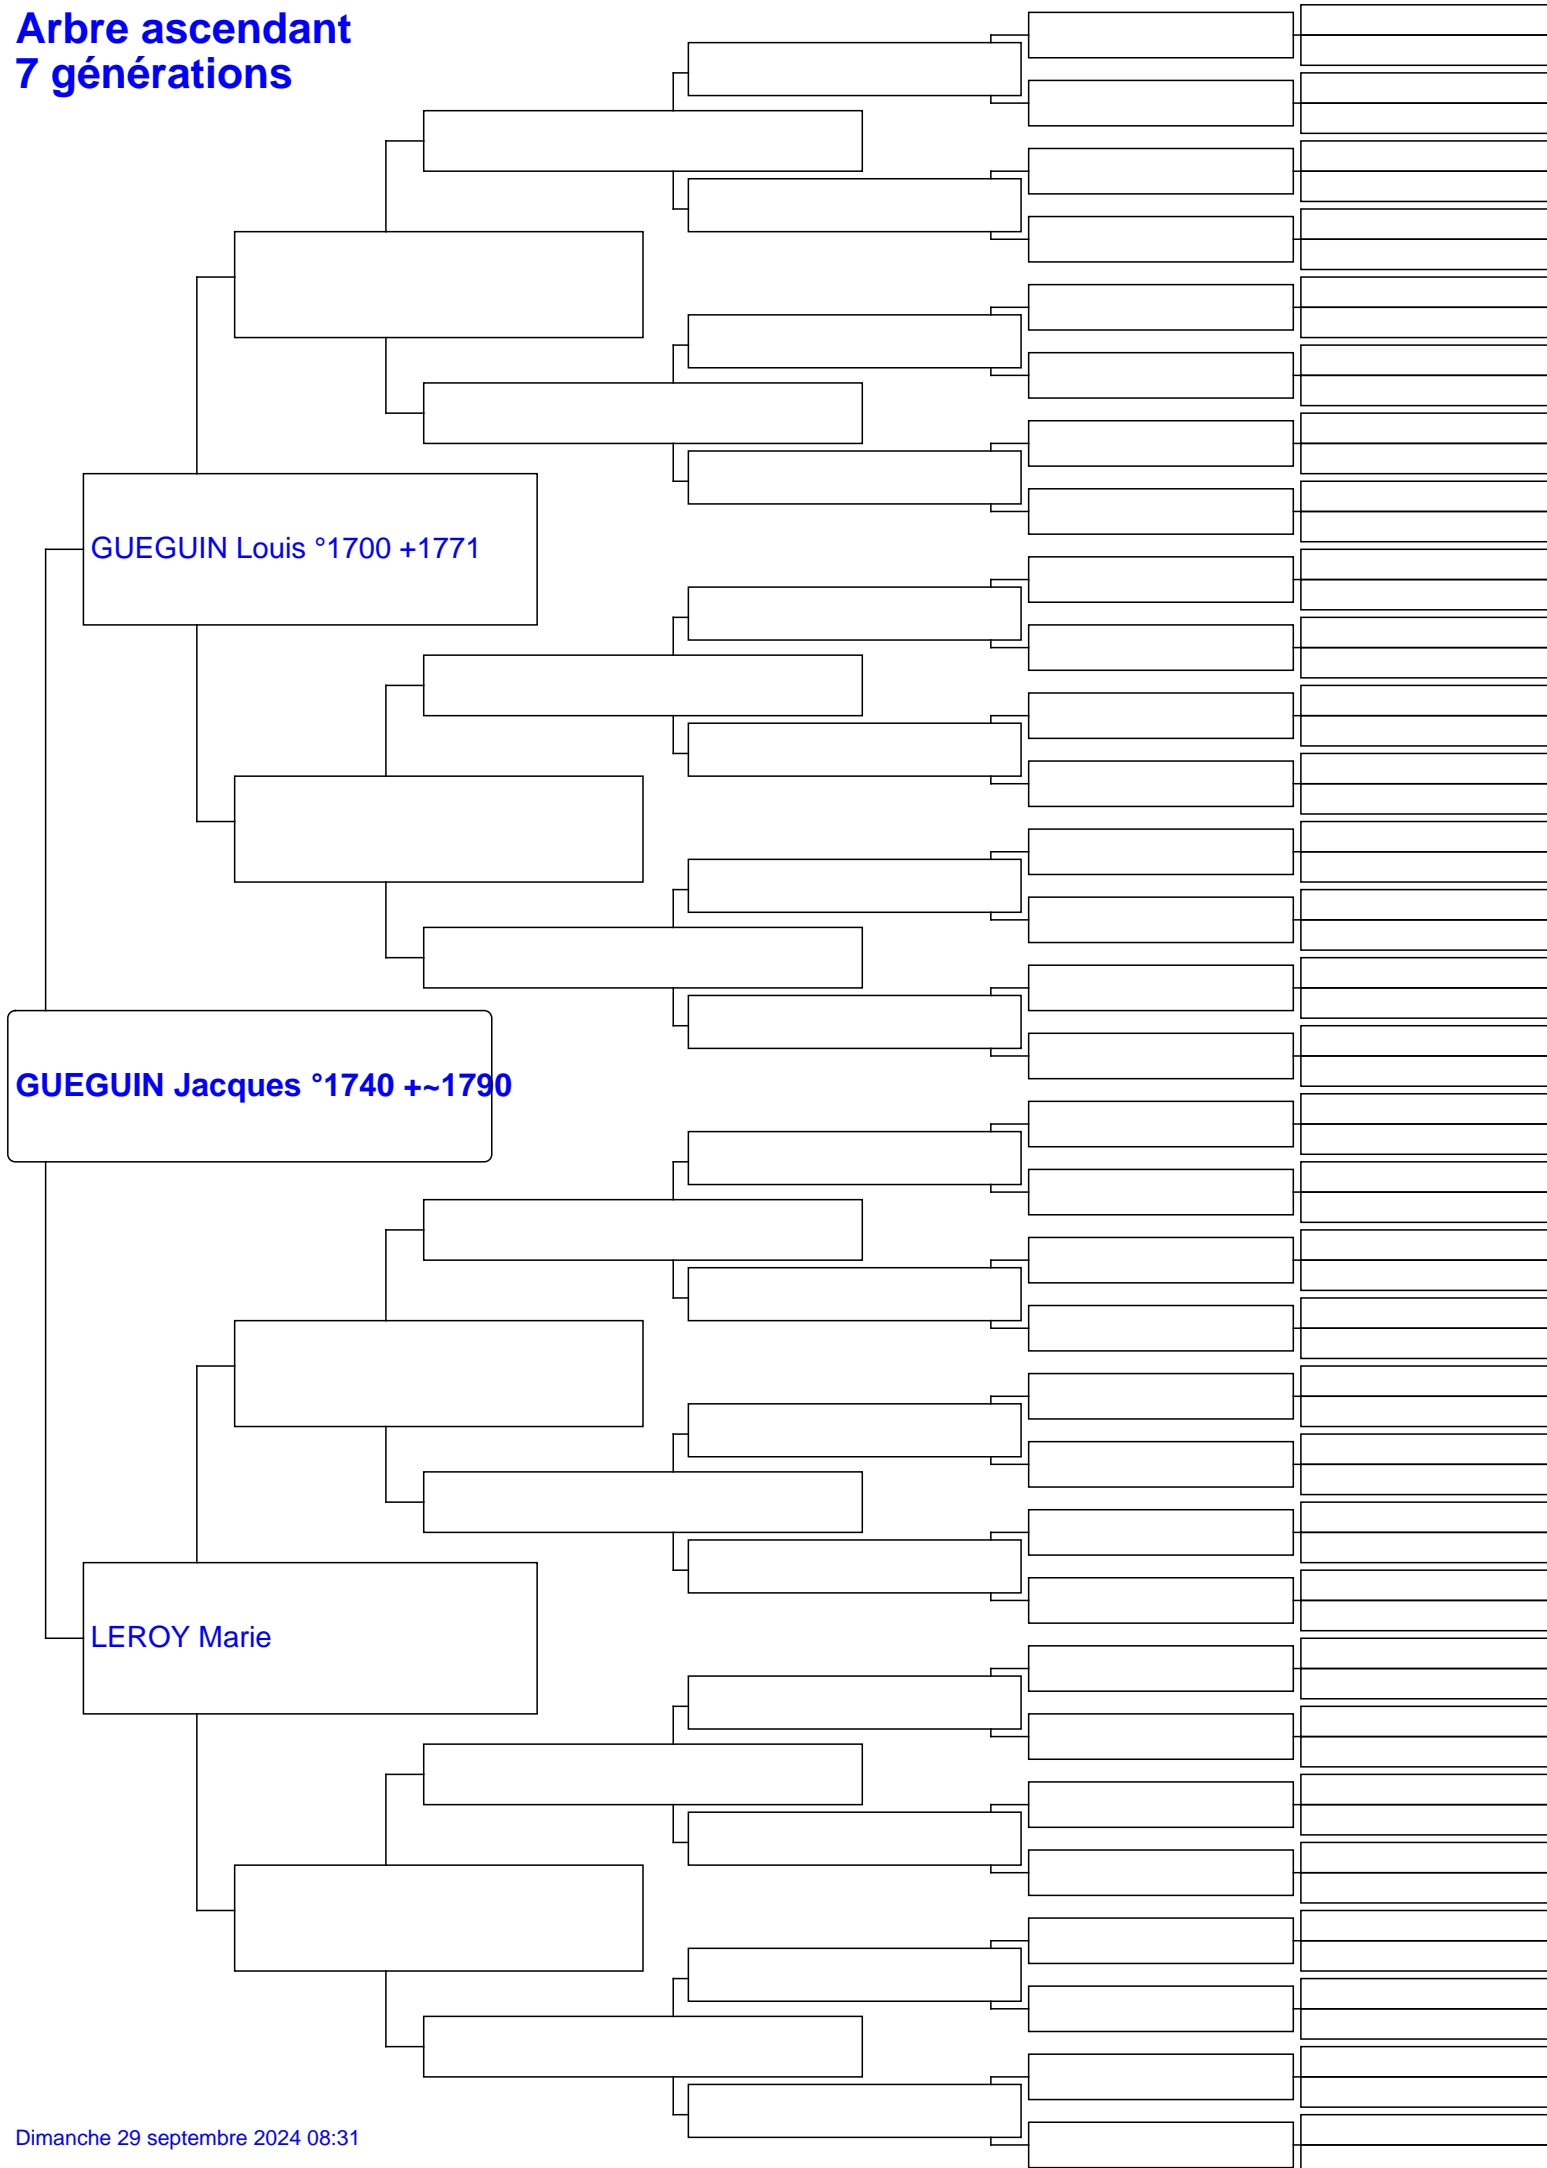 Arbre ascendant
7 générations
GUEGUIN Louis °1700 +1771
GUEGUIN Jacques °1740 +~1790
LEROY Marie
Dimanche 29 septembre 2024 08:31